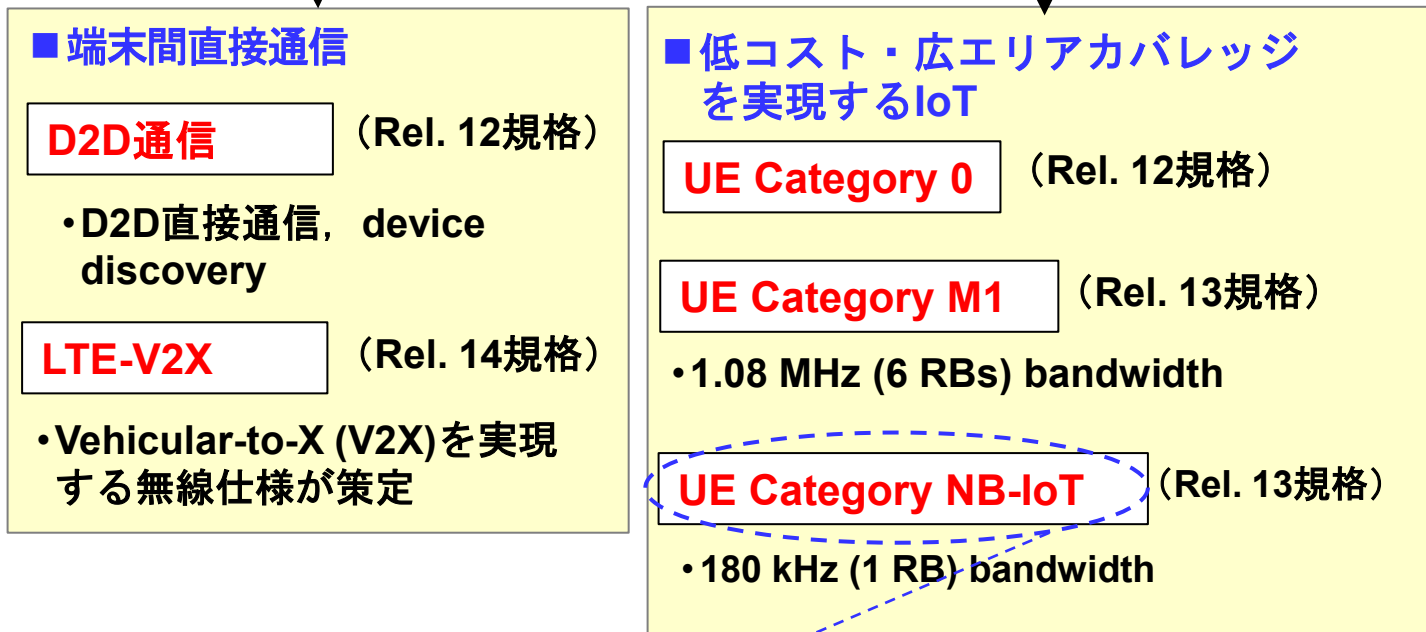 ■端末間直接通信
D2D通信 （Rel. 12規格）
・D2D直接通信， device
discovery
LTE-V2X （Rel. 14規格）
・Vehicular-to-X (V2X)を実現
する無線仕様が策定
■低コスト・広エリアカバレッジ
を実現するIoT
UE Category 0 （Rel. 12規格）
UE Category M1 （Rel. 13規格）
・1.08 MHz (6 RBs) bandwidth
UE Category NB-IoT （Rel. 13規格）
・180 kHz (1 RB) bandwidth